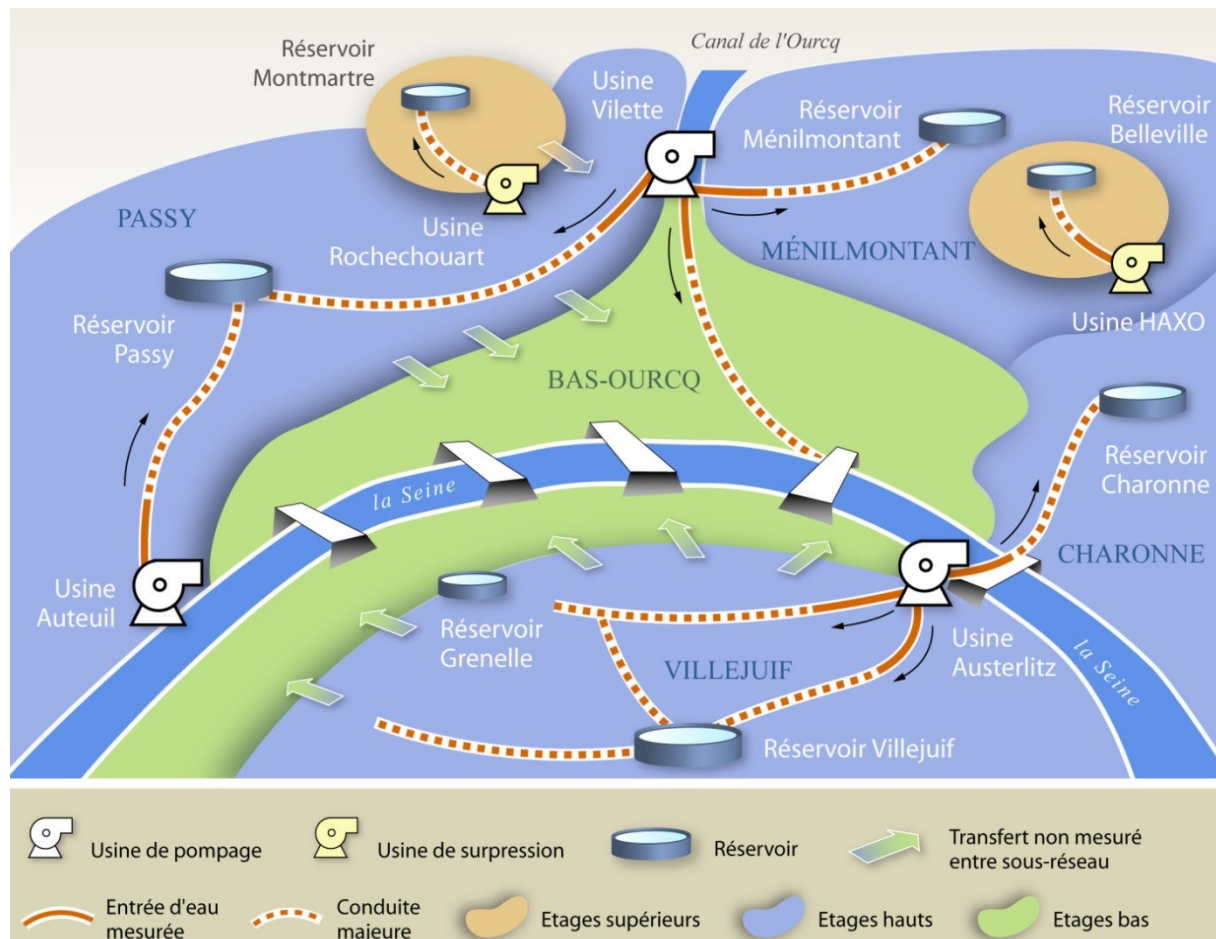 Canal de l'Ourcq
Réservoir
Montmartre
Usine
Vilette
Réservoir
Ménilmontant
Réservoir
Belleville
PASSY
Usine
Rochechouart
MÉNILMONTANT
Usine HAXO
Réservoir
Passy
BAS-OURCQ
Réservoir
Charonne
la Seine
CHARONNE
Usine
Auteuil
Réservoir
Grenelle
VILLEJUIF
Usine
Austerlitz
la Seine
Réservoir Villejuif
Usine de pompage
Usine de surpression
Réservoir
Transfert non mesuré
entre sous-réseau
Entrée d'eau
mesurée
Conduite
majeure
Etages supérieurs
Etages hauts
Etages bas